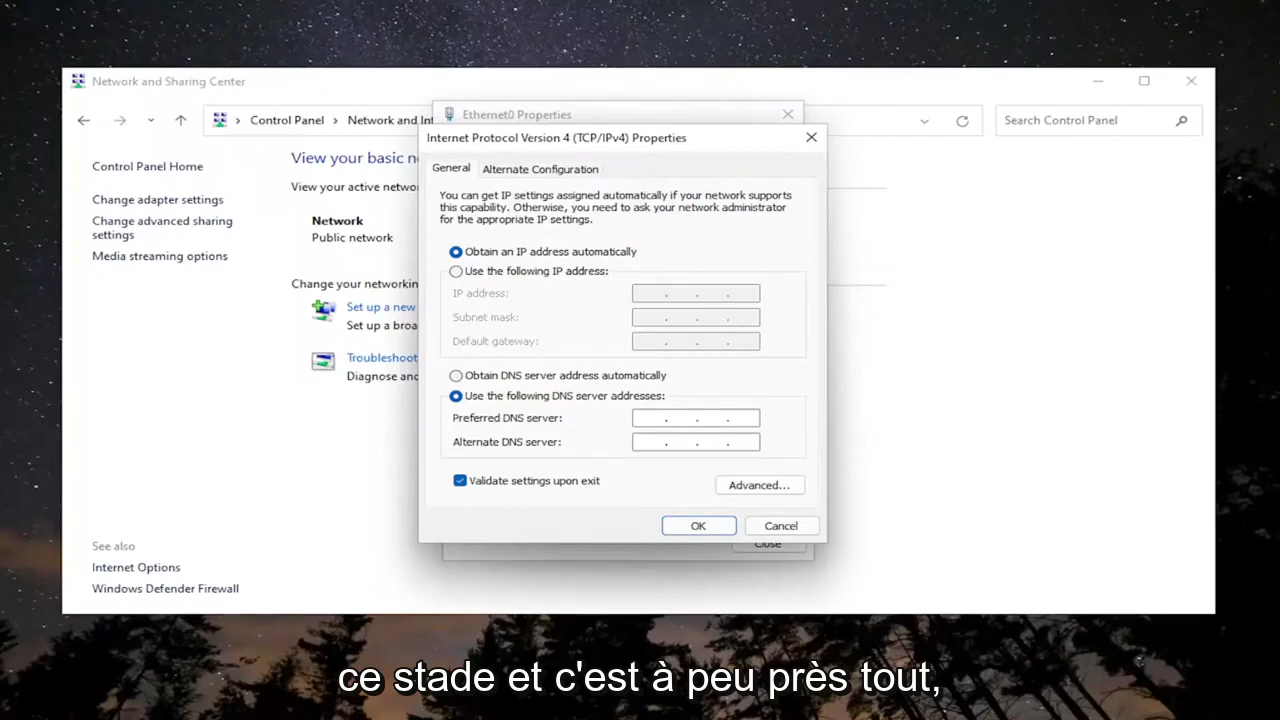 Network and Sharing Center
Control Panel > Network and Int
Search Control Panel
Ethernet0 Properties
Internet Protocol Version 4 (TCP/IPv4) Properties
General
Alternate Configuration
You can get IP settings assigned automatically if your network supports
this capability. Otherwise, you need to ask your network administrator
for the appropriate IP settings.
Obtain an IP address automatically
Use the following IP address:
IP address:
Subnet mask:
Default gateway:
Obtain DNS server address automatically
Use the following DNS server addresses:
Preferred DNS server:
Alternate DNS server:
Validate settings upon exit
Advanced...
OK
Cancel
Close
Control Panel Home
Change adapter settings
Change advanced sharing
settings
Media streaming options
View your basic n
View your active networ
Network
Public network
Change your networkin
Set up a new
Set up a broa
Troubleshoot
Diagnose and
See also
Internet Options
Windows Defender Firewall
ce stade et c'est à peu près tout,